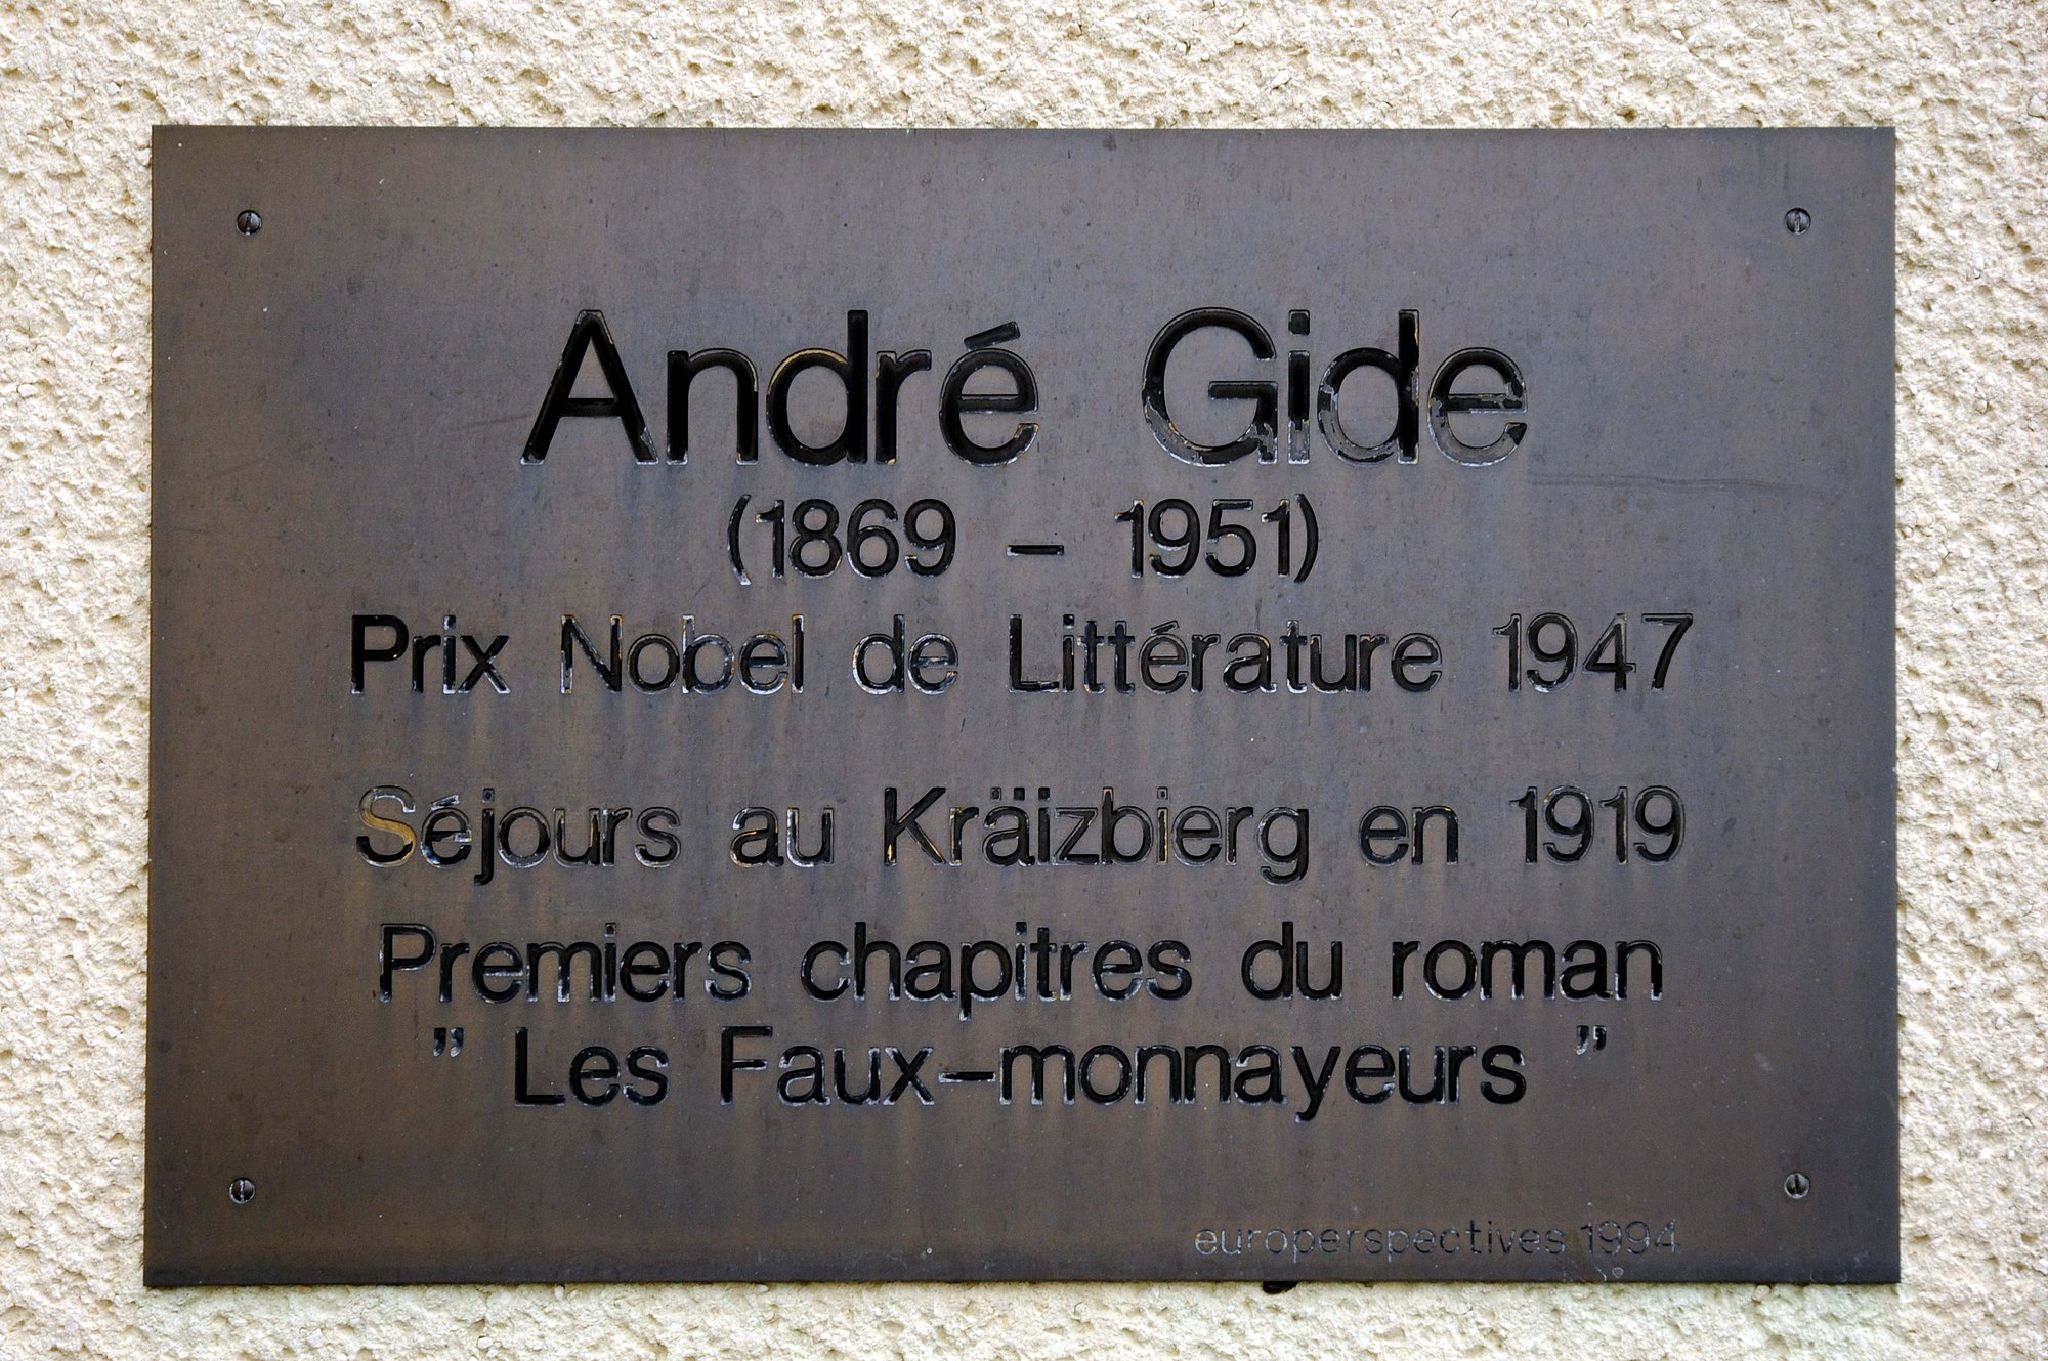 André Gide
(1869 – 1951)
Prix Nobel de Littérature 1947
Séjours au Kräizbierg en 1919
Premiers chapitres du roman
” Les Faux-monnayeurs ”
europerspectives 1994